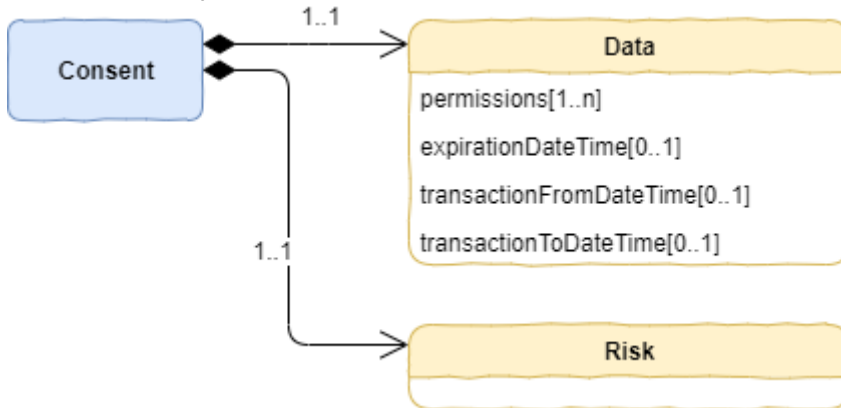 1..1
Consent
Data
permissions[1..n]
expirationDateTime[0..1]
transactionFromDateTime[0..1]
transactionToDateTime[0..1]
1..1
Risk